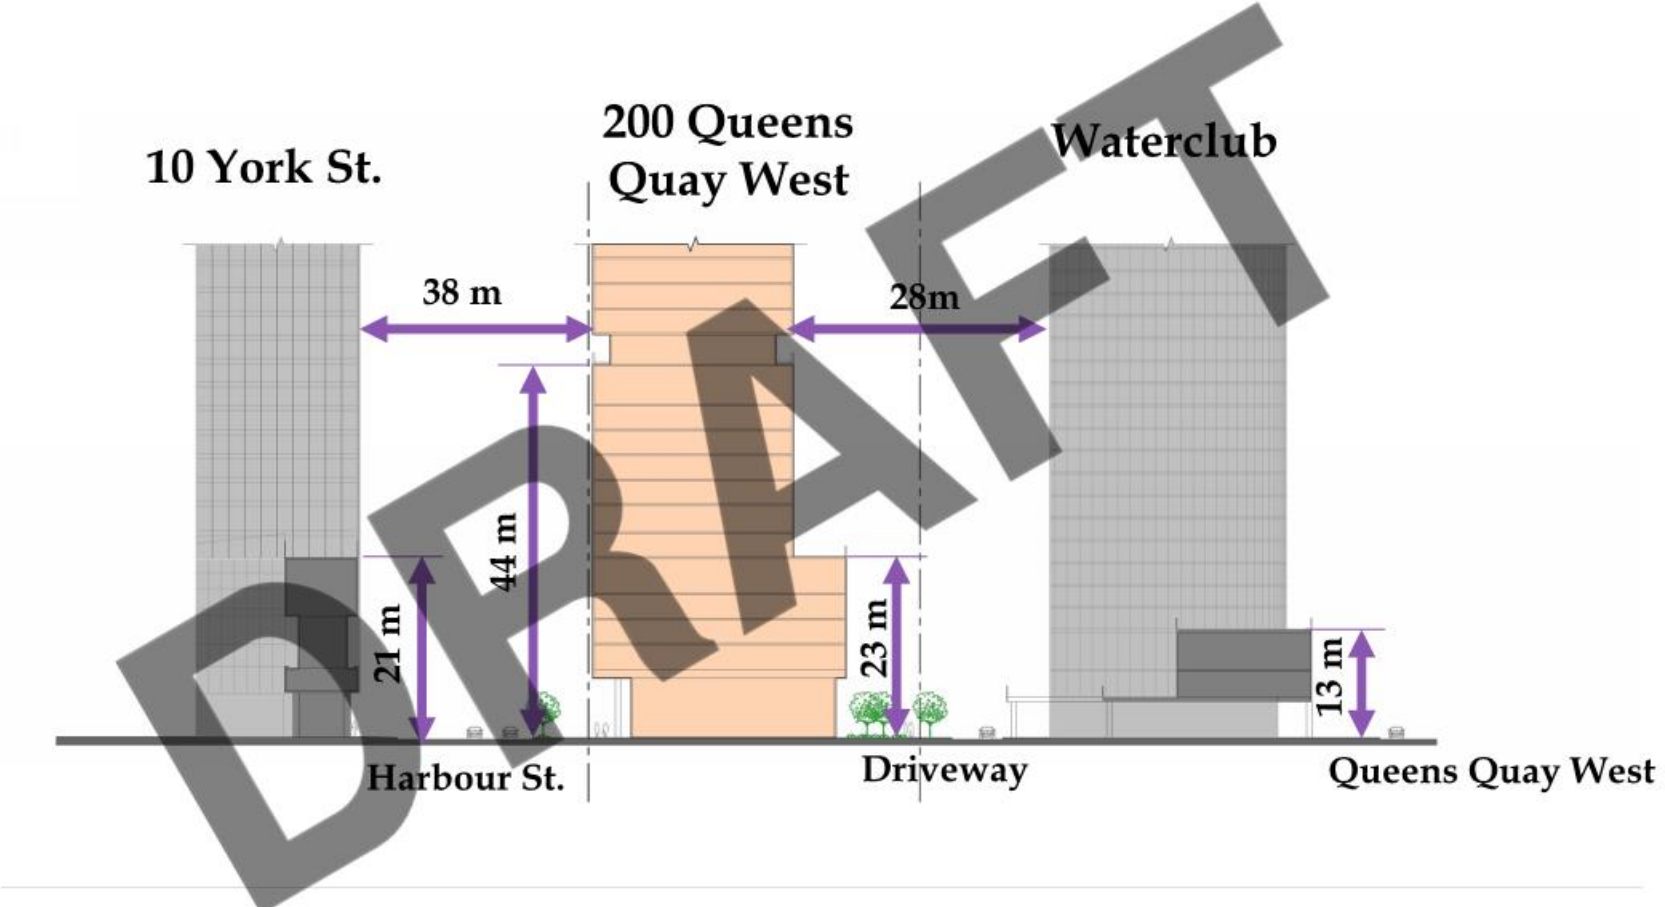 200 Queens
Quay West
Waterclub
10 York St.
38 m
28m
44 m
21 m
23 m
13 m
Harbour St.
Driveway
Queens Quay West
DRAFT